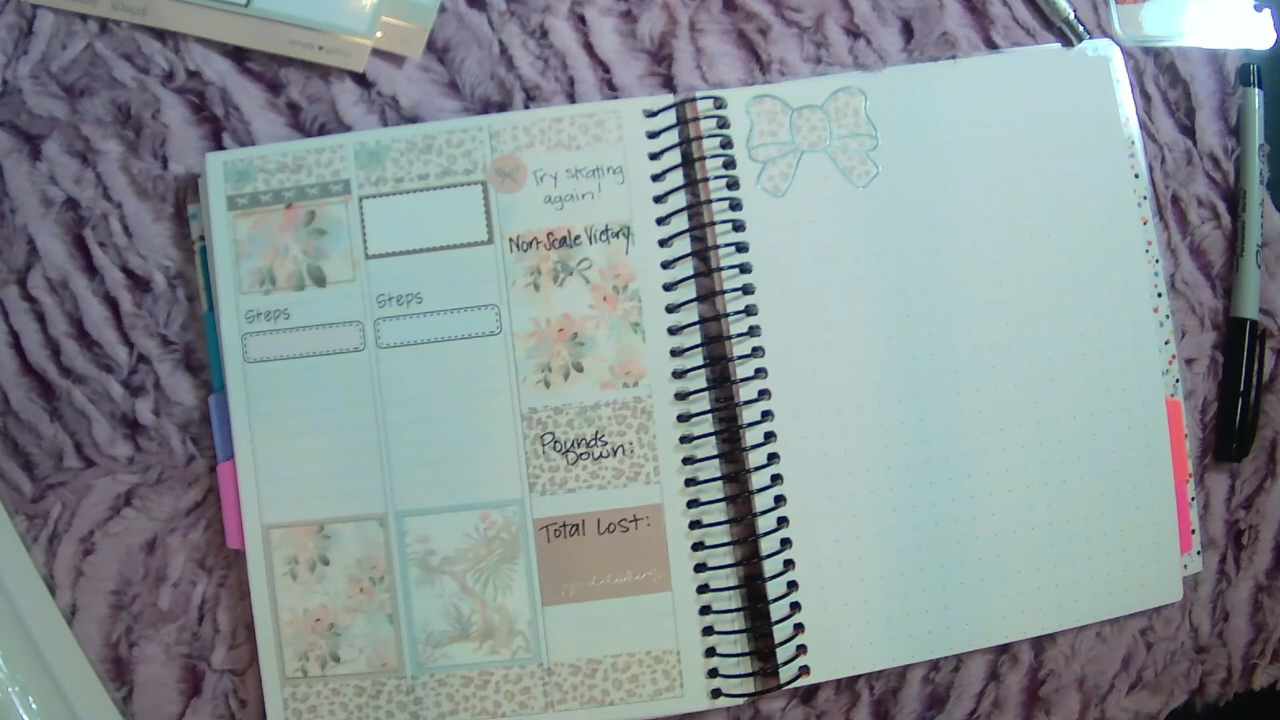 Try skating
again!
Non-Scale Victory
Steps
Steps
Pounds
Down:
Total Lost: